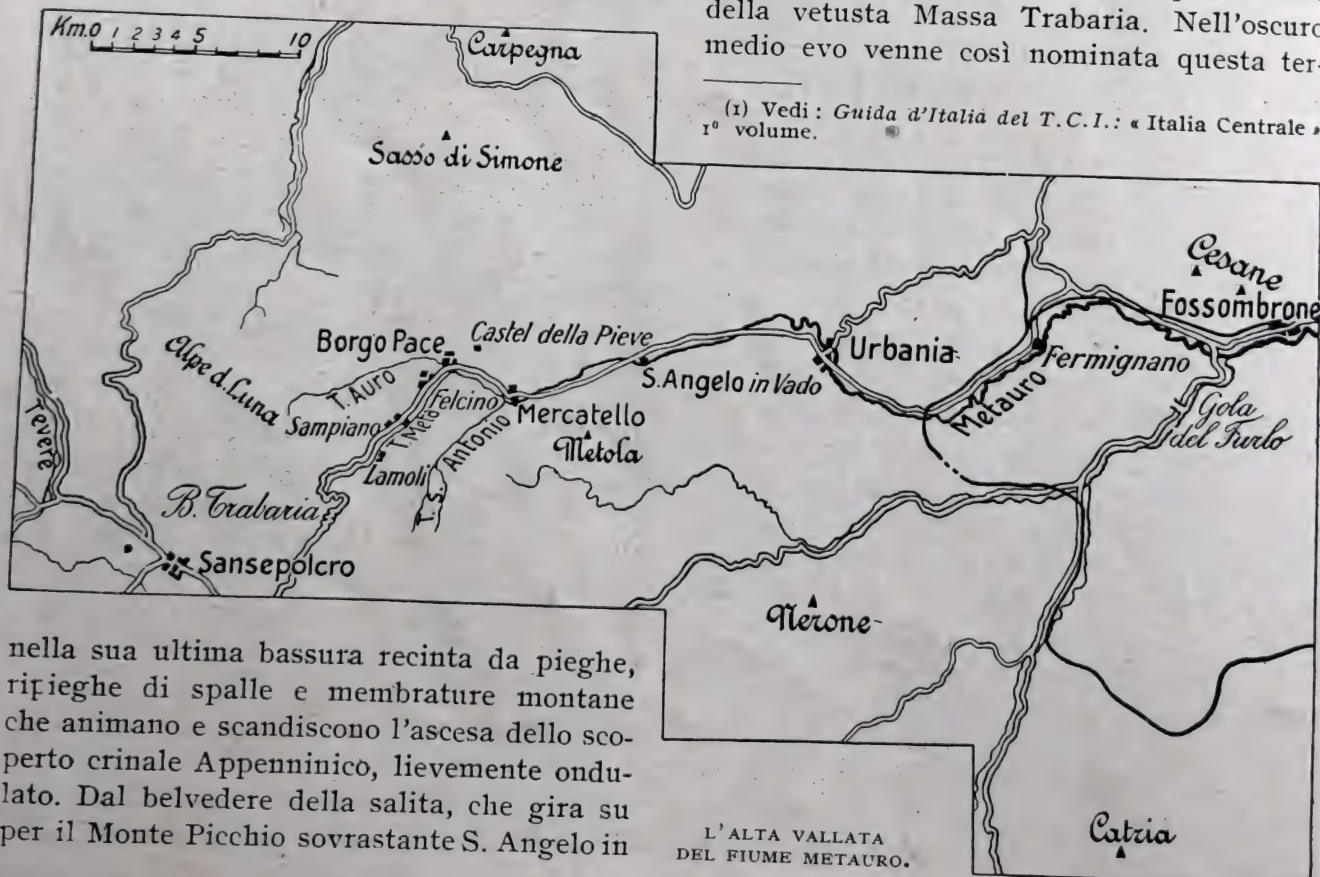 della vetusta Massa Trabaria. Nell'oscuro
medio evo venne così nominata questa ter-
(1) Vedi: Guida d'Italia del T.C.I.: « Italia Centrale »
1º volume.
Km.0 1 2 3 4 5 10
Carpegna
Sasso di Simone
Cesane
Fossombrone
Borgo Pace
Castel della Pieve
Urbania
Fermignano
Alpe d. Luna
T. Auro
S. Angelo in Vado
Felcino
Metauro
Gola
del Furlo
Tevere
Sampiano
T. Meta
Mercatello
Metola
Lamoli
T. S. Antonio
B. Trabaria
Sansepolcro
Nerone
Catria
nella sua ultima bassura recinta da pieghe,
ripieghe di spalle e membrature montane
che animano e scandiscono l'ascesa dello sco-
perto crinale Appenninico, lievemente ondu-
lato. Dal belvedere della salita, che gira su
per il Monte Picchio sovrastante S. Angelo in
L'ALTA VALLATA
DEL FIUME METAURO.